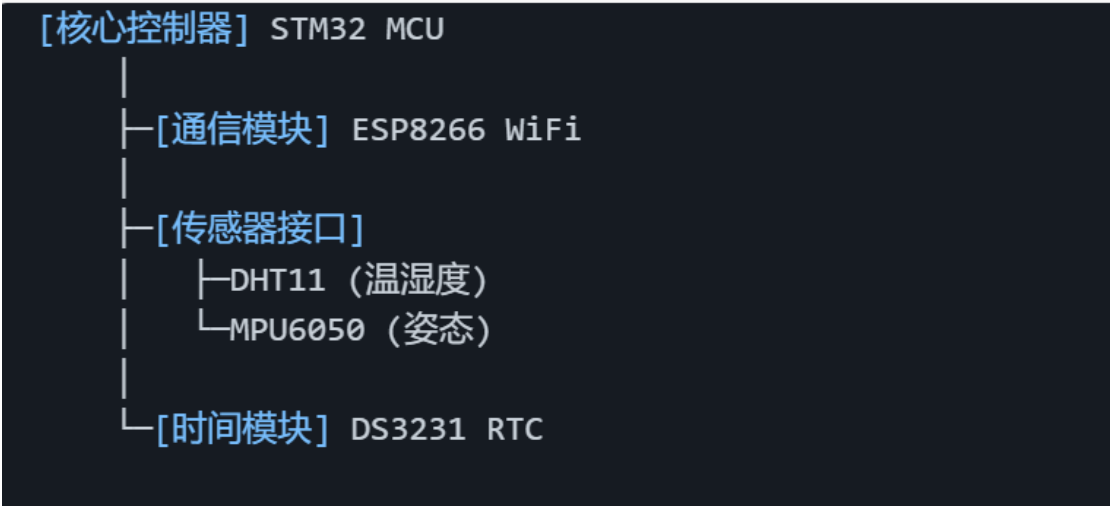 [核心控制器] STM32 MCU
│
├─[通信模块] ESP8266 WiFi
│
├─[传感器接口]
│   ├─DHT11 (温湿度)
│   └─MPU6050 (姿态)
│
└─[时间模块] DS3231 RTC